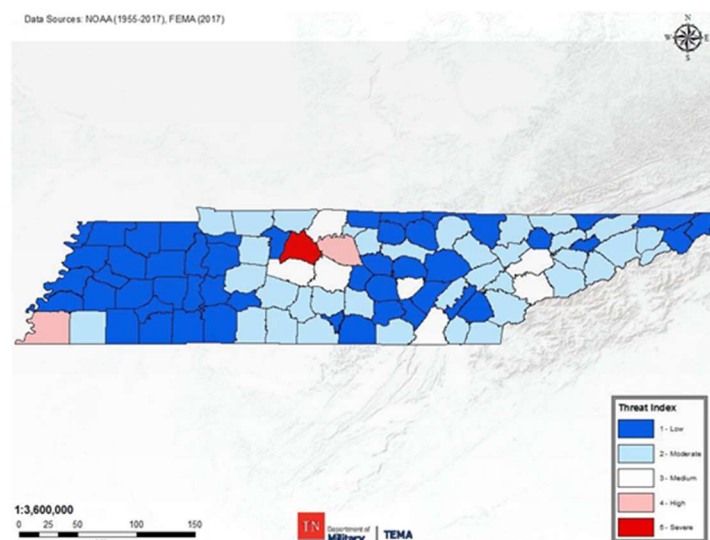 Data Sources: NOAA (1955-2017), FEMA (2017)
N
W E
S
Threat Index
1 - Low
2 - Moderate
3 - Medium
4 - High
5 - Severe
1:3,600,000
0 25 50 100 150
TN
Department of
Military
TEMA